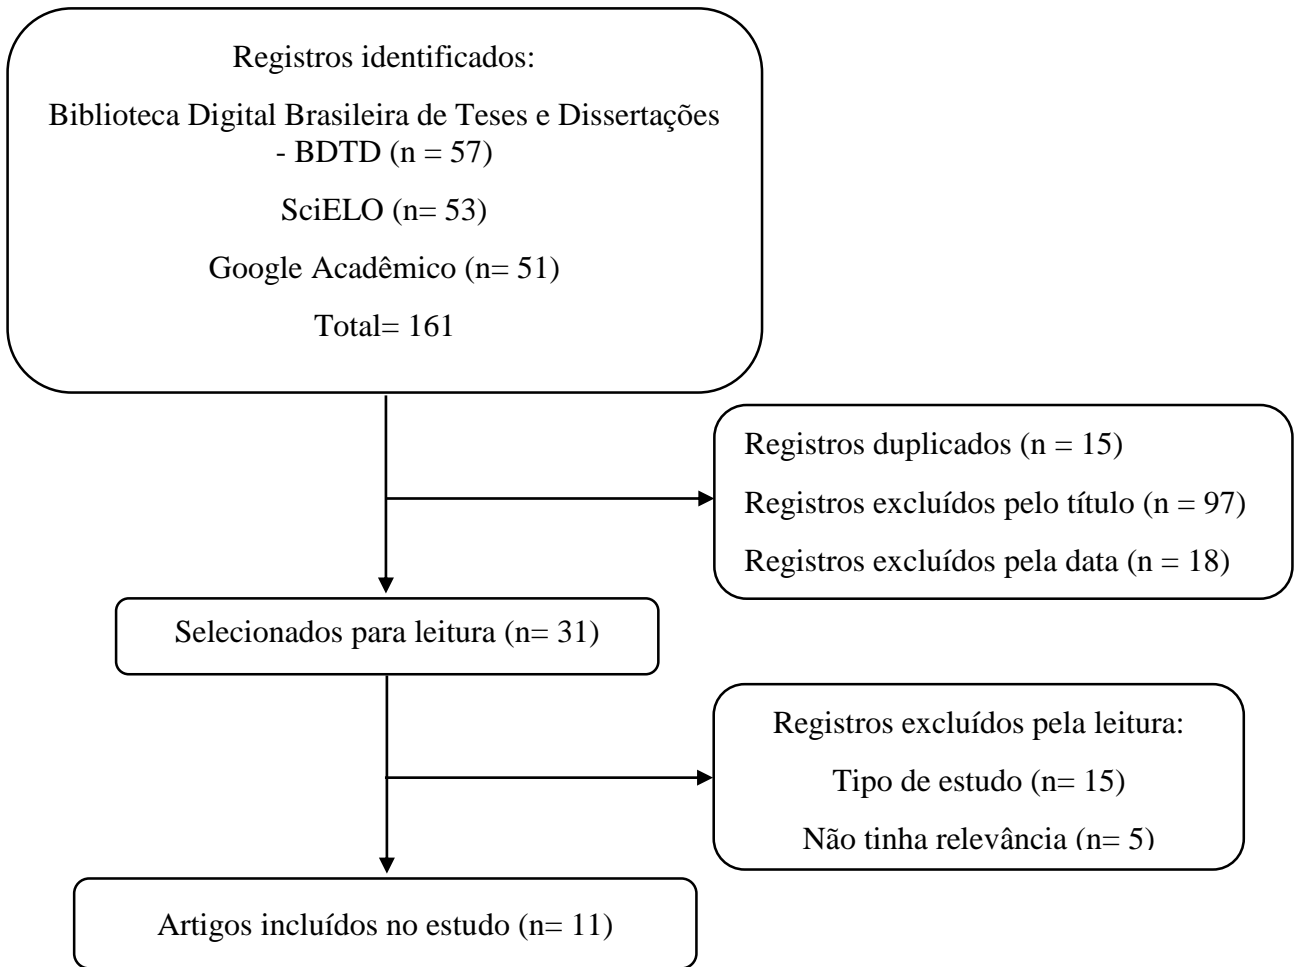 Registros identificados:
Biblioteca Digital Brasileira de Teses e Dissertações
- BDTD (n = 57)
SciELO (n= 53)
Google Acadêmico (n= 51)
Total= 161
Registros duplicados (n = 15)
Registros excluídos pelo título (n = 97)
Registros excluídos pela data (n = 18)
Selecionados para leitura (n= 31)
Registros excluídos pela leitura:
Tipo de estudo (n= 15)
Não tinha relevância (n= 5)
Artigos incluídos no estudo (n= 11)